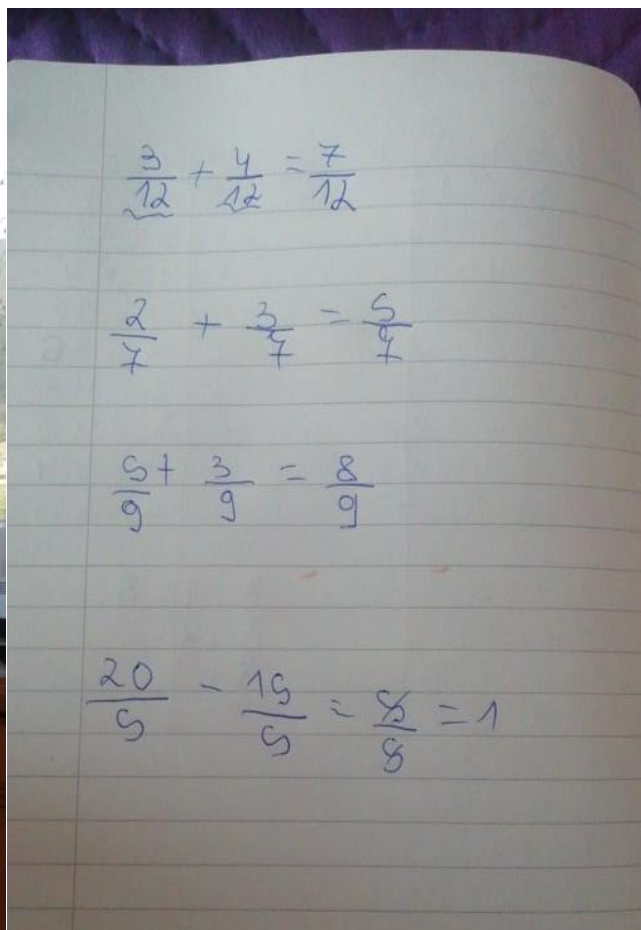 3/12 + 4/12 = 7/12
2/7 + 3/7 = 5/7
5/9 + 3/9 = 8/9
20/5 - 15/5 = 5/5 = 1